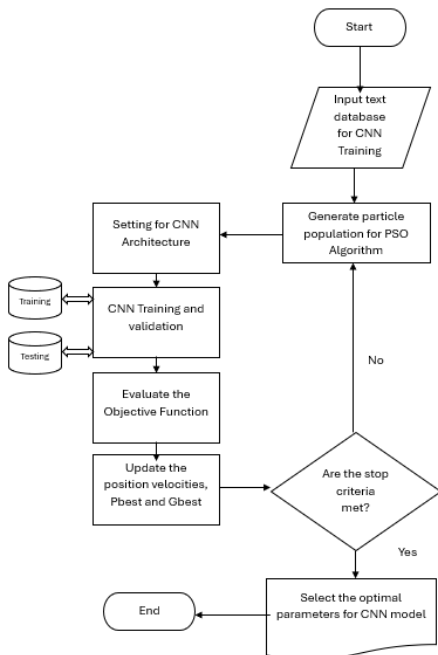 Start
Input text
database
for CNN
Training
Generate particle
population for PSO
Algorithm
Setting for CNN
Architecture
Training
CNN Training and
validation
Testing
Evaluate the
Objective Function
No
Update the
position velocities,
Pbest and Gbest
Are the stop
criteria
met?
Yes
Select the optimal
parameters for CNN model
End